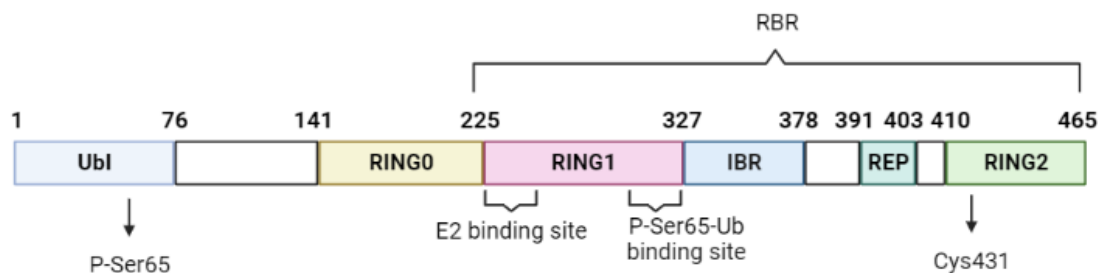 RBR
1 76 141 225 327 378 391 403 410 465
Ubl RING0 RING1 IBR REP RING2
E2 binding site
P-Ser65-Ub
binding site
P-Ser65
Cys431